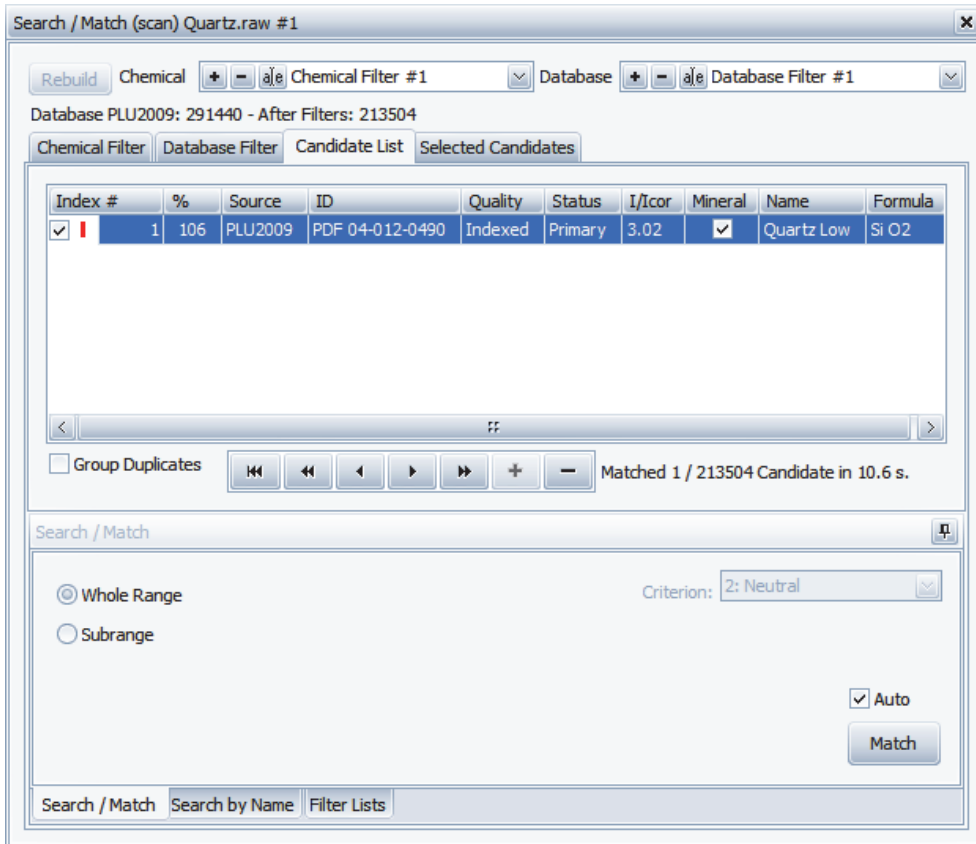 Search / Match (scan) Quartz.raw #1
Rebuild Chemical + - a|e Chemical Filter #1 Database + - a|e Database Filter #1
Database PLU2009: 291440 - After Filters: 213504
Chemical Filter Database Filter Candidate List Selected Candidates
Index # % Source ID Quality Status I/Icor Mineral Name Formula
1 106 PLU2009 PDF 04-012-0490 Indexed Primary 3.02 Quartz Low Si O2
Group Duplicates + - Matched 1 / 213504 Candidate in 10.6 s.
Search / Match
Whole Range Criterion: 2: Neutral
Subrange
Auto
Match
Search / Match Search by Name Filter Lists